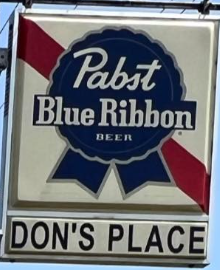 Pabst
Blue Ribbon
BEER
DON'S PLACE